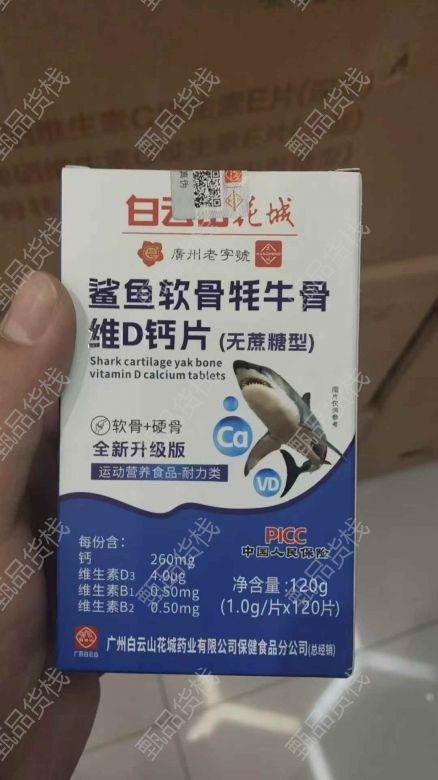 白云山花城
廣州老字號
鲨鱼软骨牦牛骨
维D钙片(无蔗糖型)
Shark cartilage yak bone
vitamin D calcium tablets
软骨+硬骨
全新升级版
运动营养食品-耐力类
Ca
VD
图片仅供参考
PICC
中国人民保险
每份含:
钙 260mg
维生素D3 4.0μg
维生素B1 0.50mg
维生素B2 0.50mg
净含量:120g
(1.0g/片x120片)
广州白云山花城药业有限公司保健食品分公司(总经销)
甄品货栈